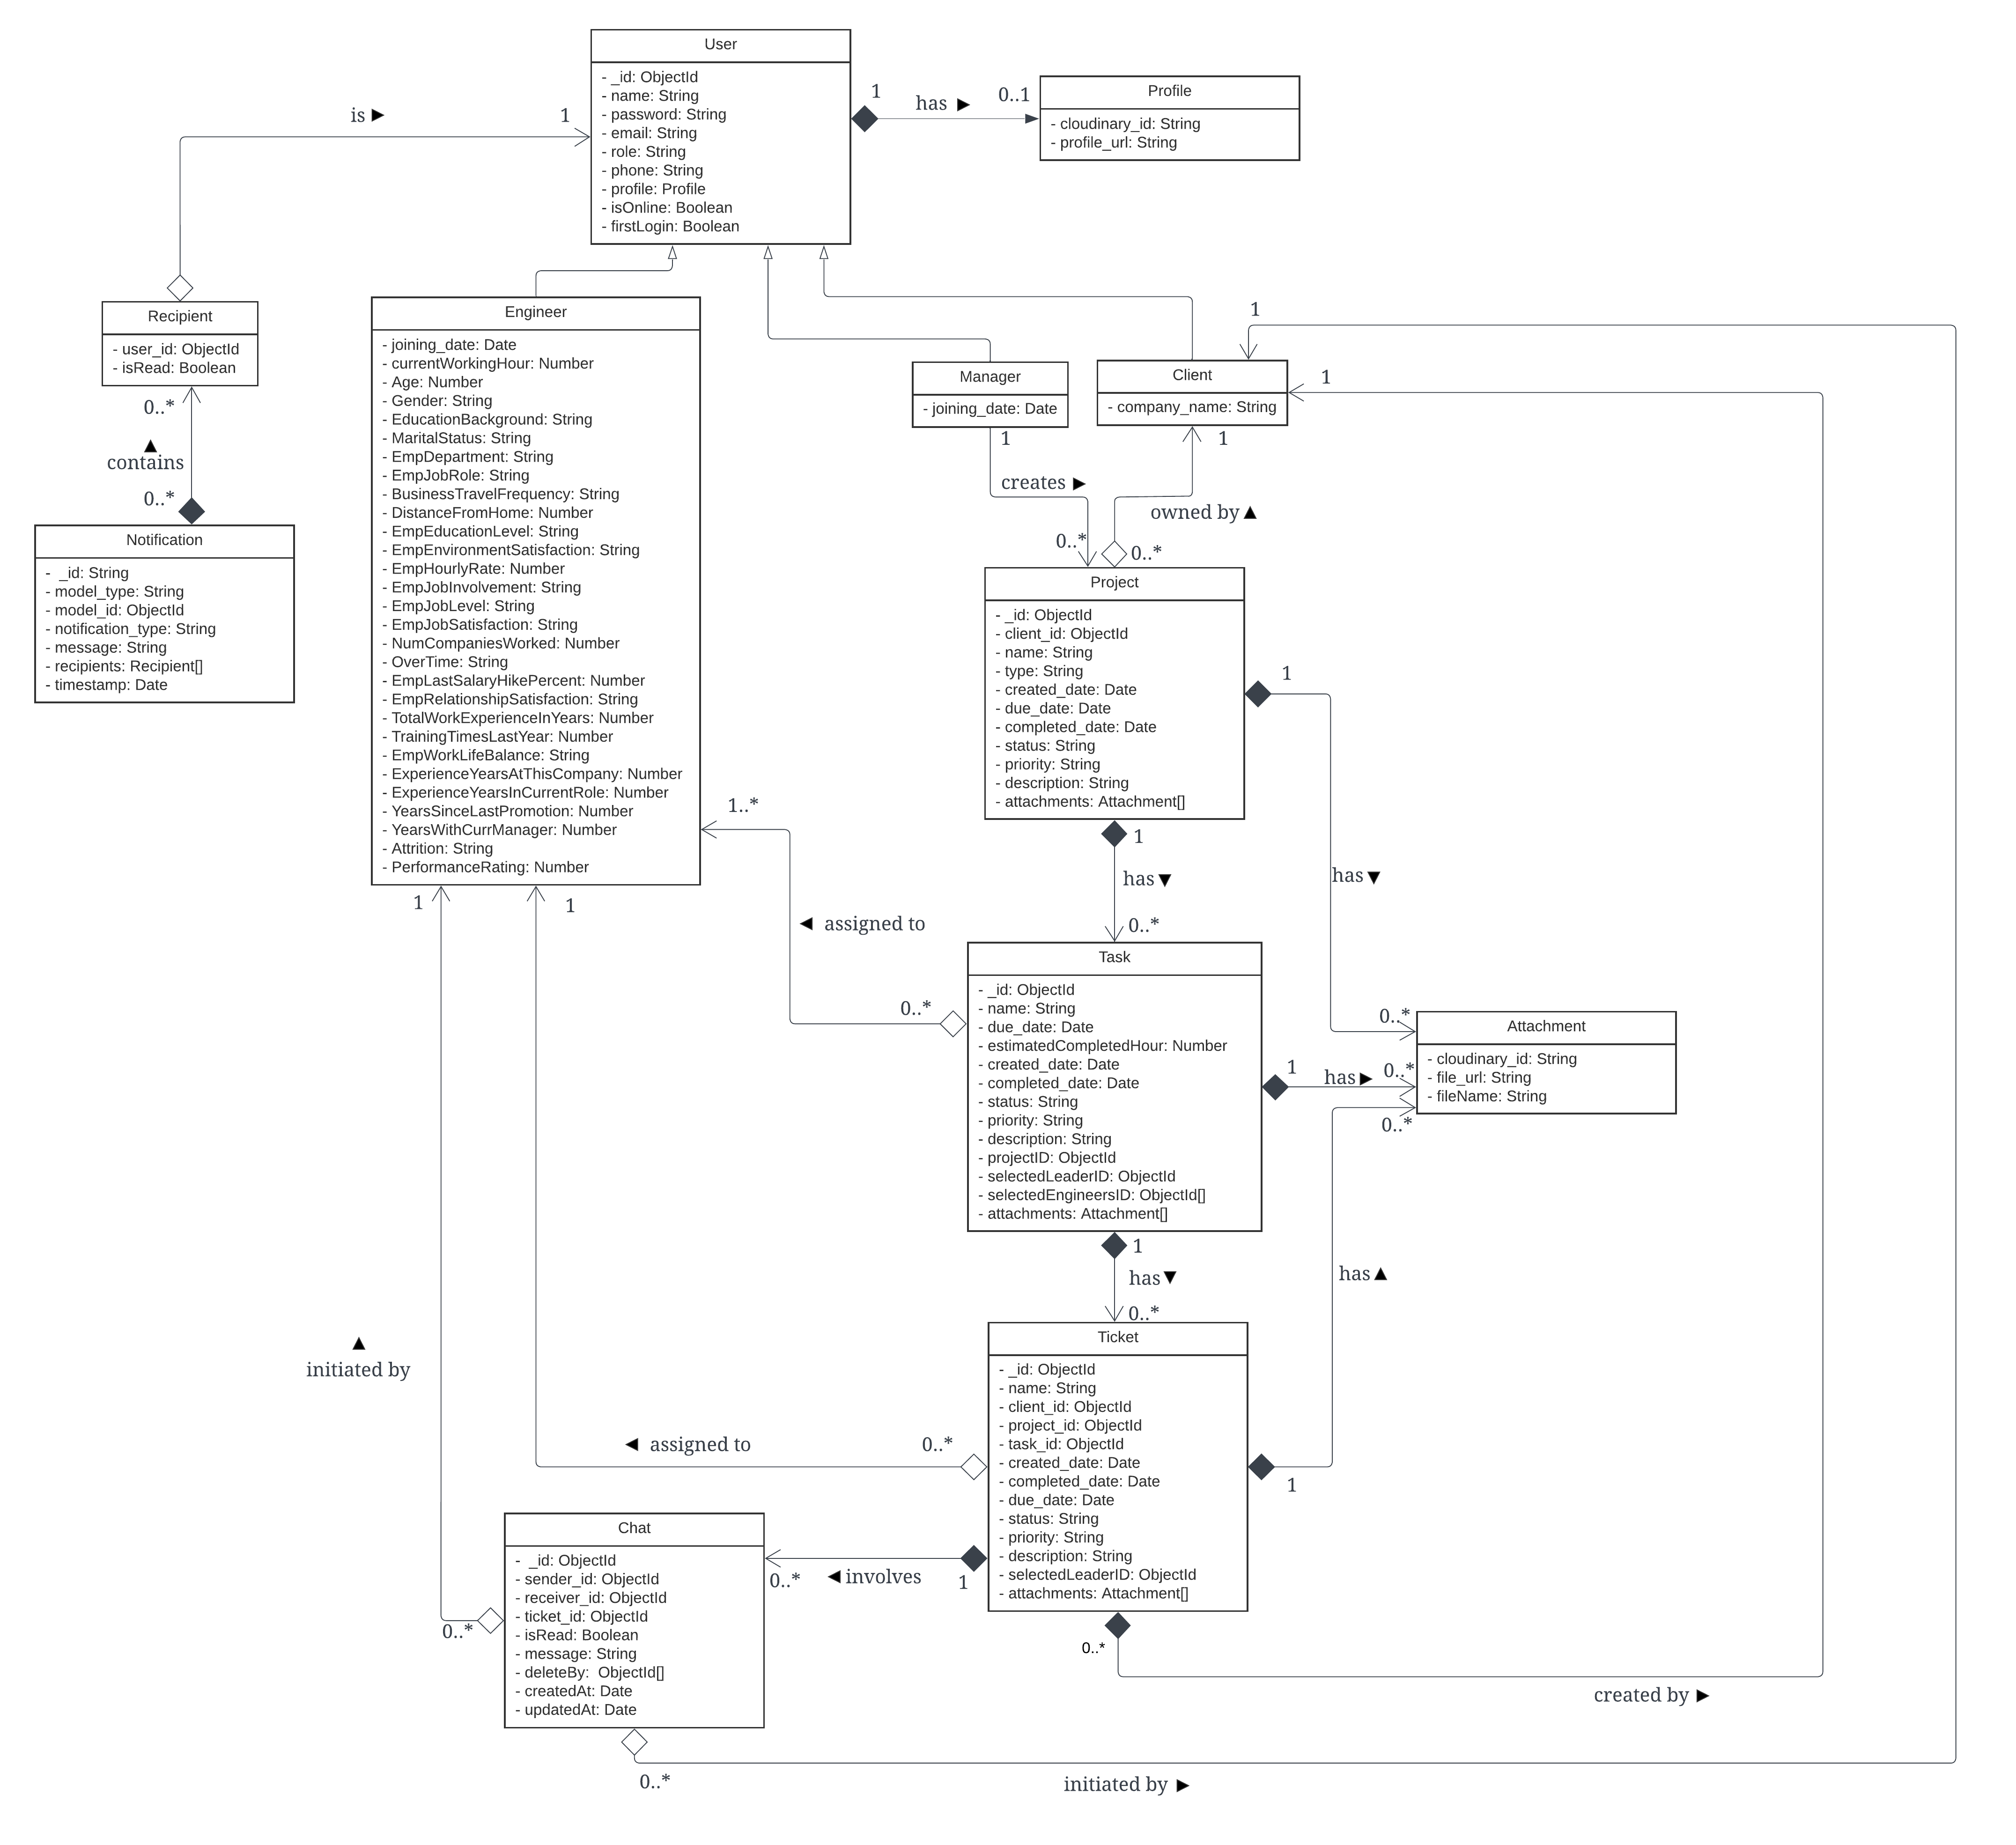 User
- _id: ObjectId
- name: String
- password: String
- email: String
- role: String
- phone: String
- profile: Profile
- isOnline: Boolean
- firstLogin: Boolean
1
has ►
0..1
Profile
- cloudinary_id: String
- profile_url: String
is ►
1
Recipient
- user_id: ObjectId
- isRead: Boolean
0..*
▲
contains
0..*
Notification
-  _id: String
- model_type: String
- model_id: ObjectId
- notification_type: String
- message: String
- recipients: Recipient[]
- timestamp: Date
Engineer
- joining_date: Date
- currentWorkingHour: Number
- Age: Number
- Gender: String
- EducationBackground: String
- MaritalStatus: String
- EmpDepartment: String
- EmpJobRole: String
- BusinessTravelFrequency: String
- DistanceFromHome: Number
- EmpEducationLevel: String
- EmpEnvironmentSatisfaction: String
- EmpHourlyRate: Number
- EmpJobInvolvement: String
- EmpJobLevel: String
- EmpJobSatisfaction: String
- NumCompaniesWorked: Number
- OverTime: String
- EmpLastSalaryHikePercent: Number
- EmpRelationshipSatisfaction: String
- TotalWorkExperienceInYears: Number
- TrainingTimesLastYear: Number
- EmpWorkLifeBalance: String
- ExperienceYearsAtThisCompany: Number
- ExperienceYearsInCurrentRole: Number
- YearsSinceLastPromotion: Number
- YearsWithCurrManager: Number
- Attrition: String
- PerformanceRating: Number
Manager
- joining_date: Date
1
Client
- company_name: String
1
1
1
creates ►
owned by ▲
0..*
0..*
Project
- _id: ObjectId
- client_id: ObjectId
- name: String
- type: String
- created_date: Date
- due_date: Date
- completed_date: Date
- status: String
- priority: String
- description: String
- attachments: Attachment[]
1
1
has ▼
has ▼
0..*
1..*
1
1
◄ assigned to
0..*
Task
- _id: ObjectId
- name: String
- due_date: Date
- estimatedCompletedHour: Number
- created_date: Date
- completed_date: Date
- status: String
- priority: String
- description: String
- projectID: ObjectId
- selectedLeaderID: ObjectId
- selectedEngineersID: ObjectId[]
- attachments: Attachment[]
0..*
1
has ►
0..*
0..*
Attachment
- cloudinary_id: String
- file_url: String
- fileName: String
1
has ▼
0..*
has ▲
Ticket
- _id: ObjectId
- name: String
- client_id: ObjectId
- project_id: ObjectId
- task_id: ObjectId
- created_date: Date
- completed_date: Date
- due_date: Date
- status: String
- priority: String
- description: String
- selectedLeaderID: ObjectId
- attachments: Attachment[]
1
▲
initiated by
◄ assigned to
0..*
Chat
-  _id: ObjectId
- sender_id: ObjectId
- receiver_id: ObjectId
- ticket_id: ObjectId
- isRead: Boolean
- message: String
- deleteBy:  ObjectId[]
- createdAt: Date
- updatedAt: Date
0..*
◄ involves
1
0..*
0..*
created by ►
0..*
initiated by ►